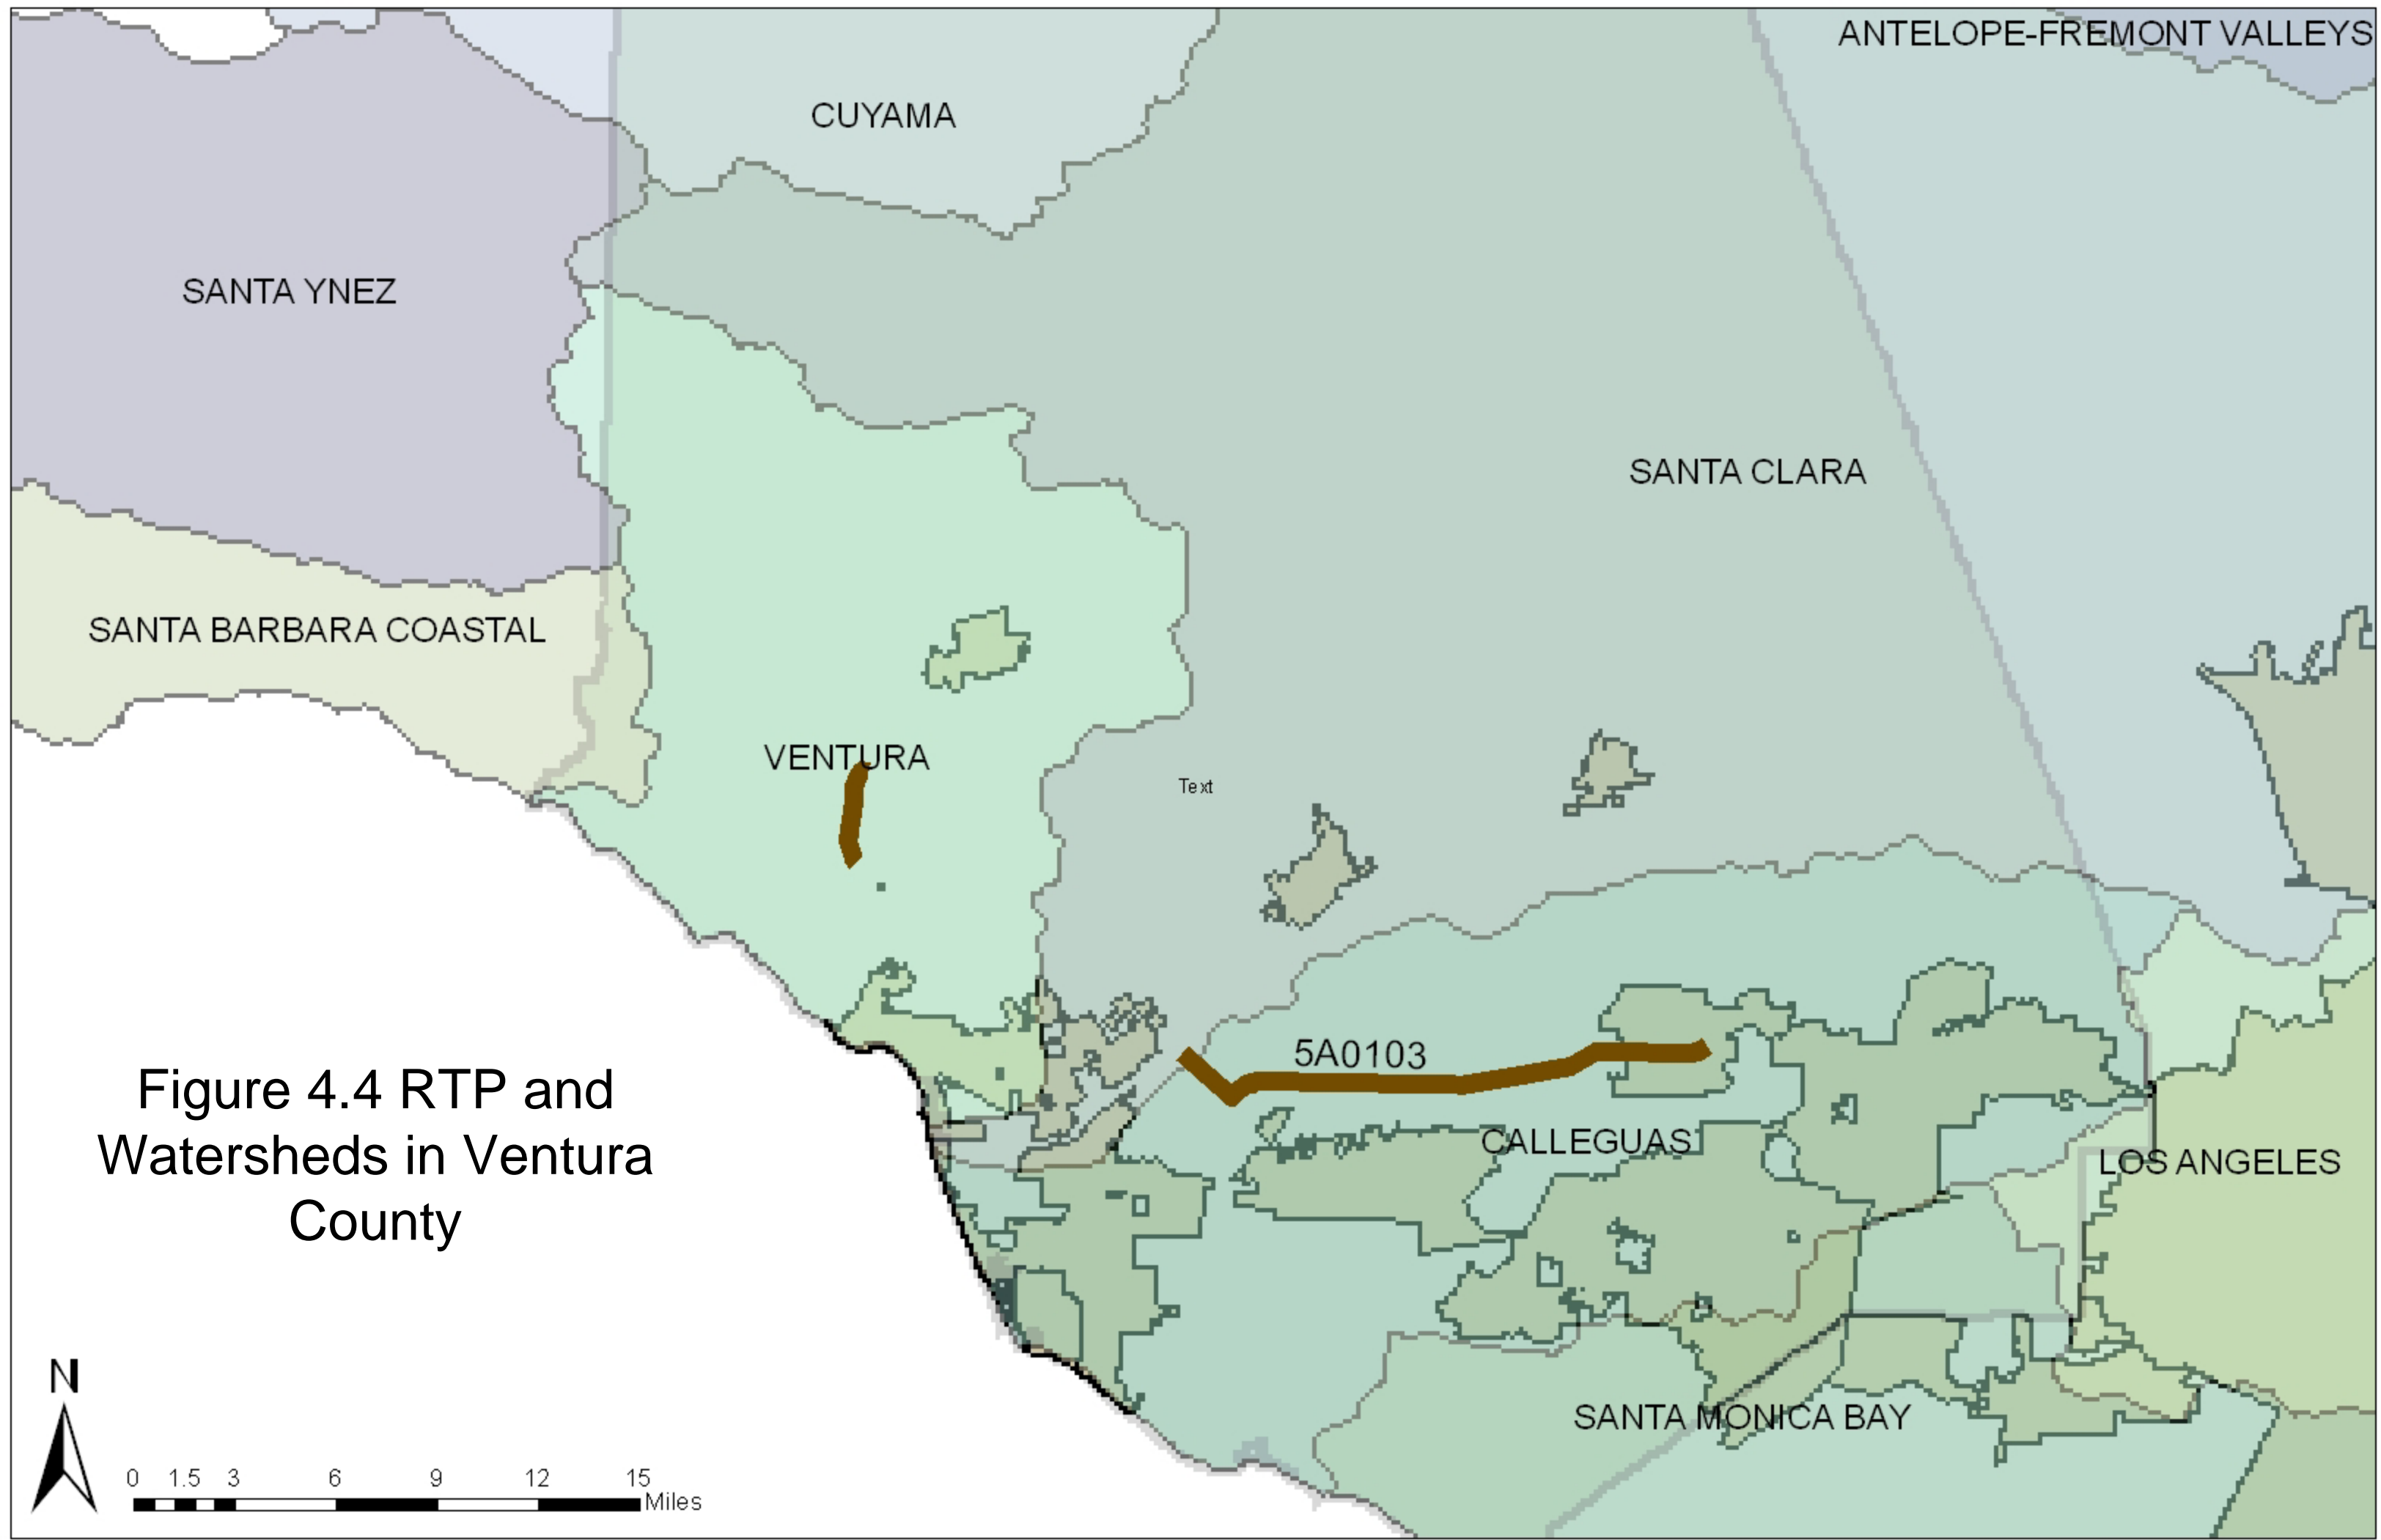 ANTELOPE-FREMONT VALLEYS
CUYAMA
SANTA YNEZ
SANTA CLARA
SANTA BARBARA COASTAL
VENTURA
Text
5A0103
CALLEGUAS
LOS ANGELES
Figure 4.4 RTP and
Watersheds in Ventura
County
SANTA MONICA BAY
N
0 1.5 3 6 9 12 15
Miles